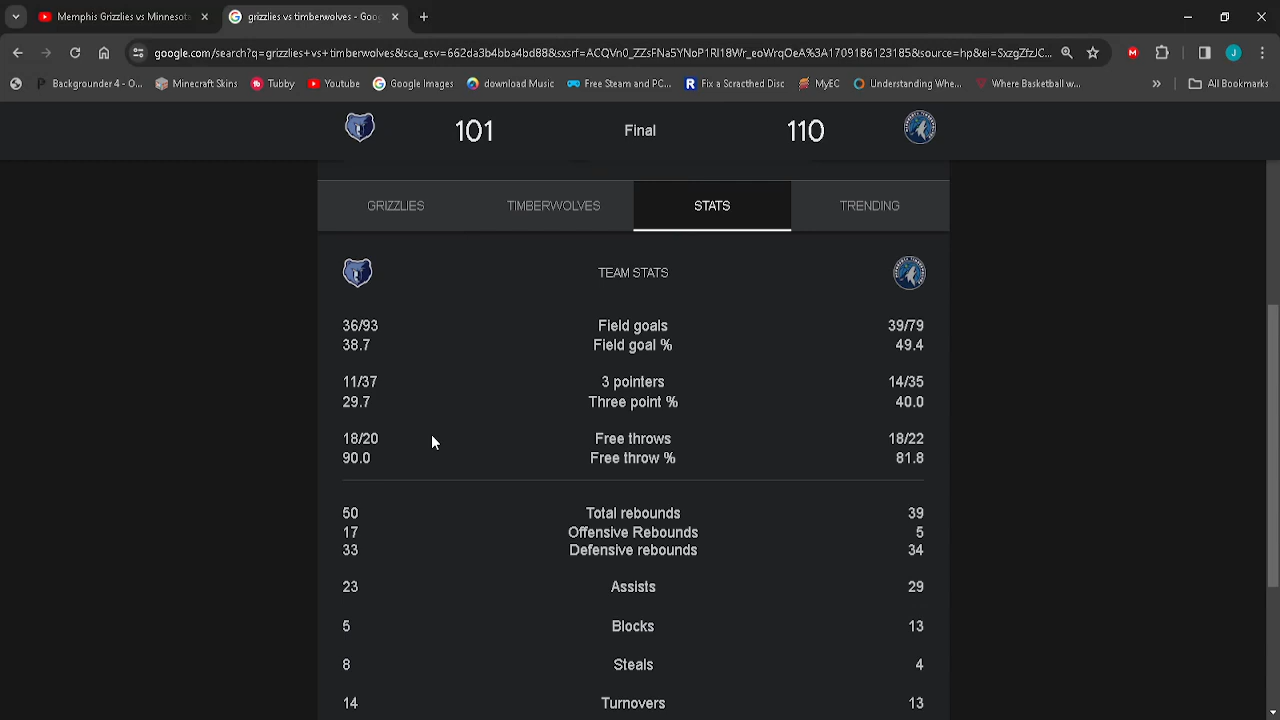 Memphis Grizzlies vs Minnesota
grizzlies vs timberwolves - Goo
google.com/search?q=grizzlies+vs+timberwolves&sca_esv=662da3b4bba4bd88&sxsrf=ACQVn0_ZZsFNa5YNoP1RI18Wr_eoWrqOeA%3A1709186123185&source=hp&ei=SxzgZfzJC...
M
J
Backgrounder 4 - O...
Minecraft Skins
Tubby
Youtube
Google Images
download Music
Free Steam and PC...
Fix a Scracthed Disc
MyEC
Understanding Whe...
Where Basketball w...
All Bookmarks
101 Final 110
GRIZZLIES TIMBERWOLVES STATS TRENDING
TEAM STATS
36/93 Field goals 39/79
38.7 Field goal % 49.4
11/37 3 pointers 14/35
29.7 Three point % 40.0
18/20 Free throws 18/22
90.0 Free throw % 81.8
50 Total rebounds 39
17 Offensive Rebounds 5
33 Defensive rebounds 34
23 Assists 29
5 Blocks 13
8 Steals 4
14 Turnovers 13